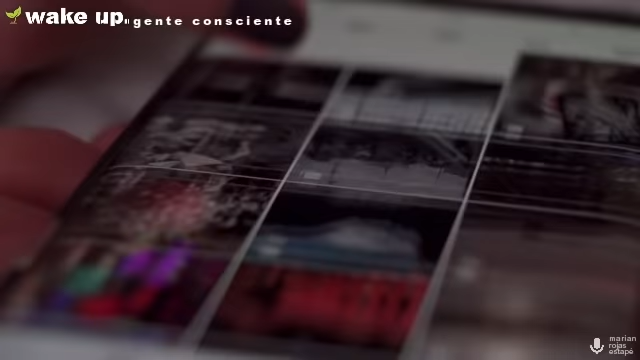 wake up.
gente consciente
marian
rojas
estapé